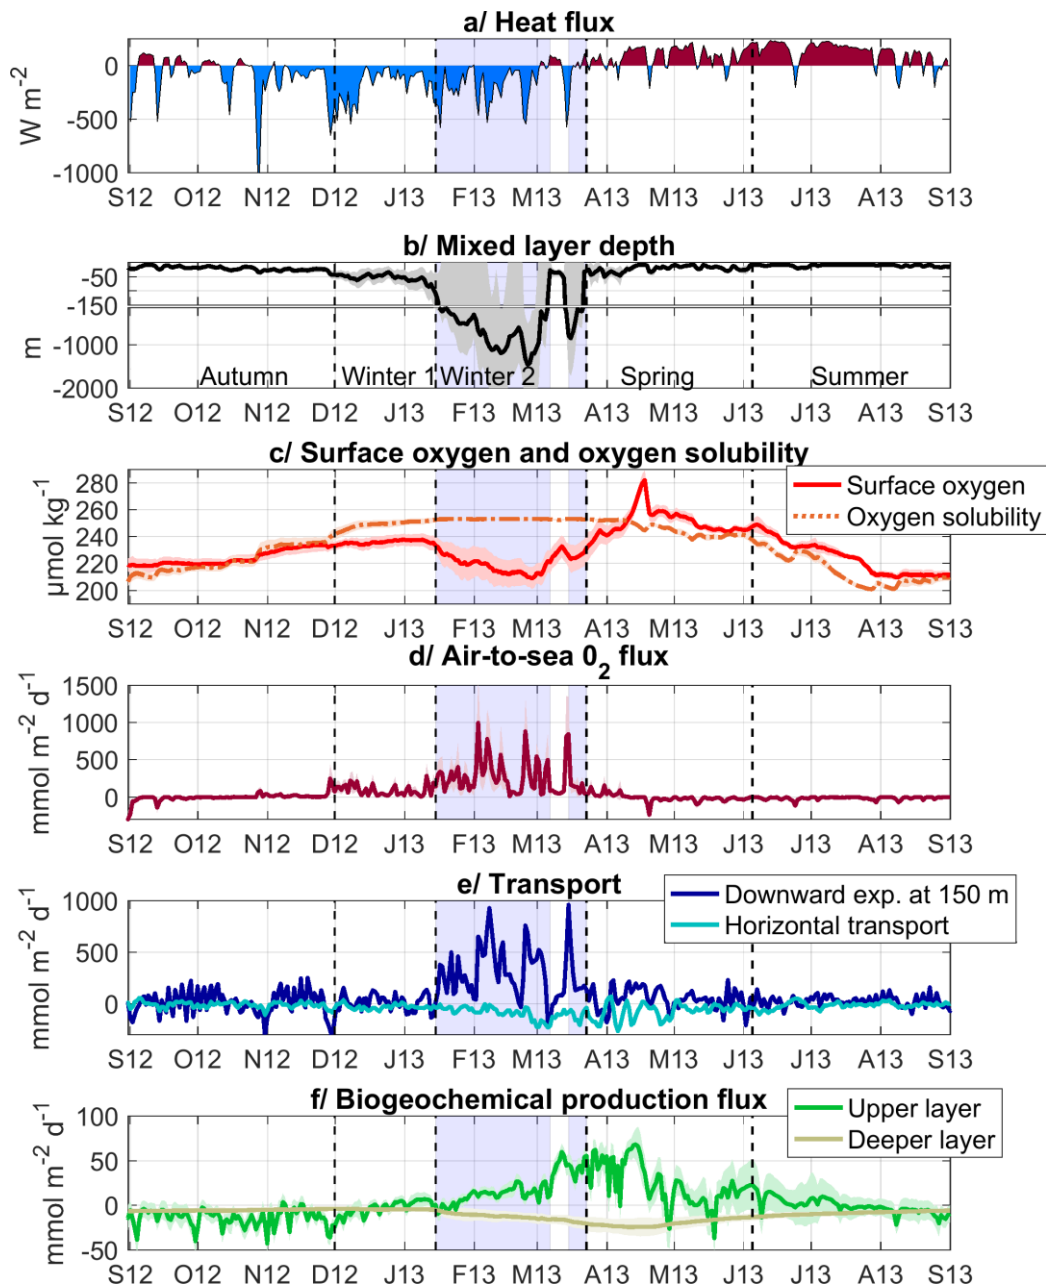 a/ Heat flux
W m-2
0
-500
-1000
S12 O12 N12 D12 J13 F13 M13 A13 M13 J13 J13 A13 S13
b/ Mixed layer depth
m
-50
-150
-150
-1000
-2000
Autumn Winter 1 Winter 2 Spring Summer
S12 O12 N12 D12 J13 F13 M13 A13 M13 J13 J13 A13 S13
c/ Surface oxygen and oxygen solubility
µmol kg-1
280
260
240
220
200
Surface oxygen
Oxygen solubility
S12 O12 N12 D12 J13 F13 M13 A13 M13 J13 J13 A13 S13
d/ Air-to-sea 02 flux
mmol m-2 d-1
1500
1000
500
0
S12 O12 N12 D12 J13 F13 M13 A13 M13 J13 J13 A13 S13
e/ Transport
mmol m-2 d-1
1000
500
0
Downward exp. at 150 m
Horizontal transport
S12 O12 N12 D12 J13 F13 M13 A13 M13 J13 J13 A13 S13
f/ Biogeochemical production flux
mmol m-2 d-1
100
50
0
-50
Upper layer
Deeper layer
S12 O12 N12 D12 J13 F13 M13 A13 M13 J13 J13 A13 S13